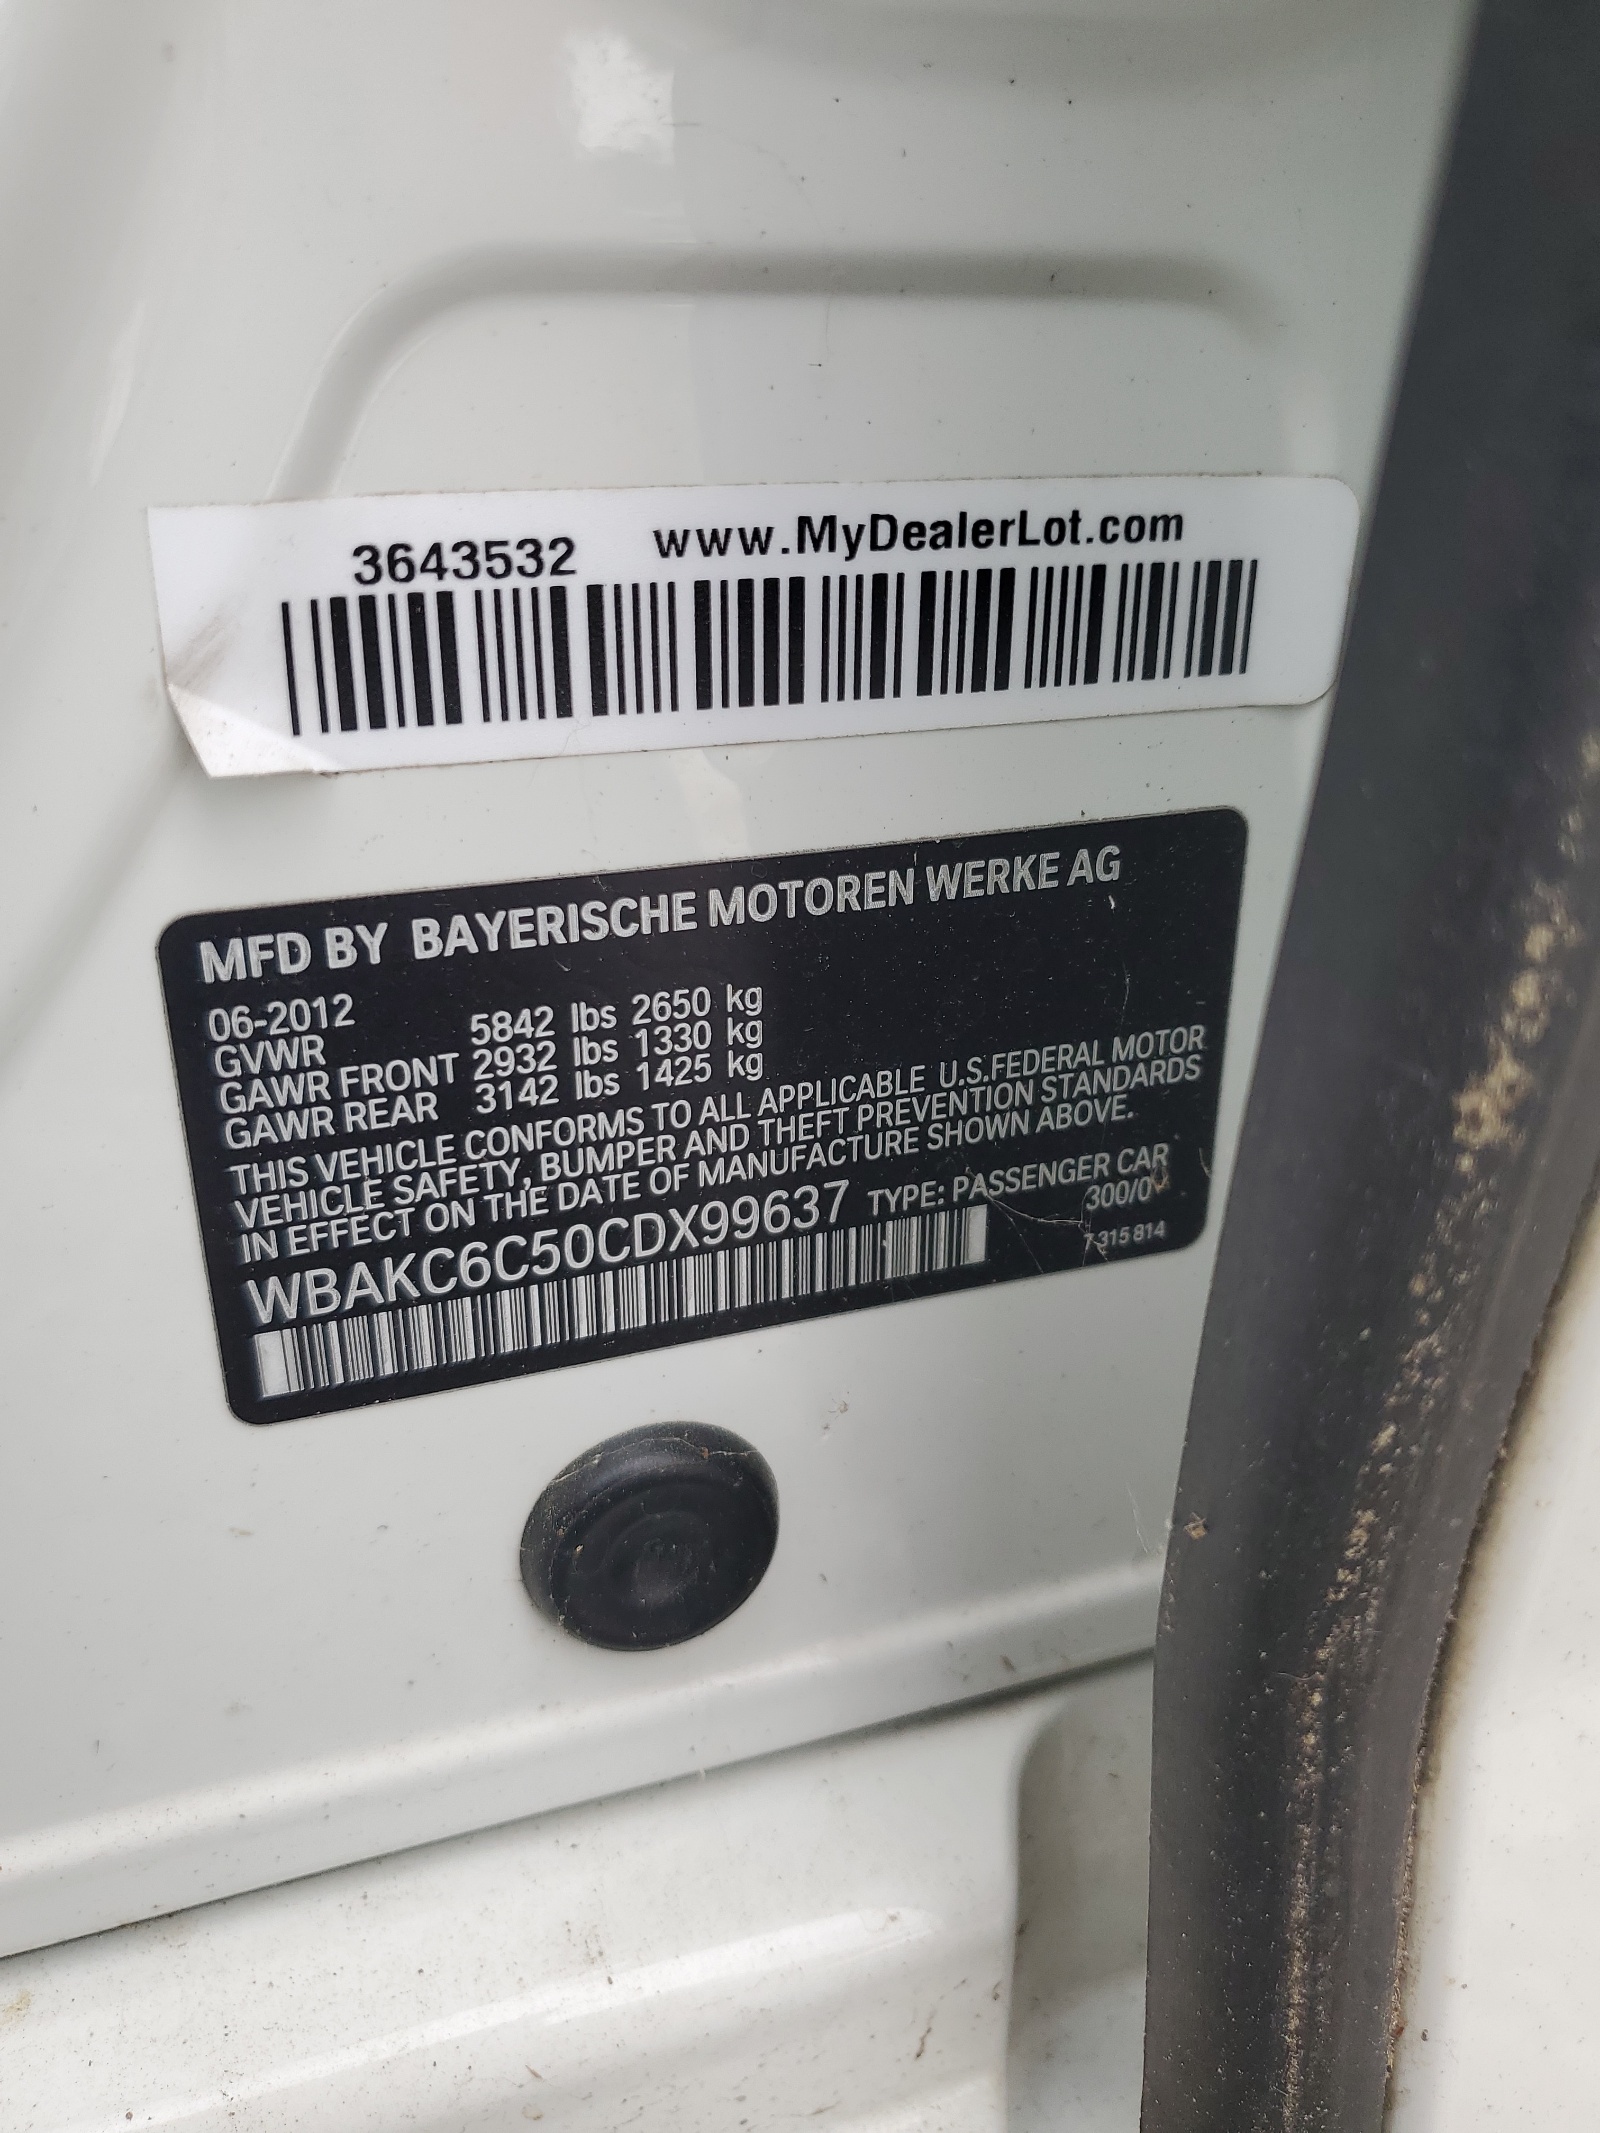 3643532 www.MyDealerLot.com
MFD BY BAYERISCHE MOTOREN WERKE AG
06-2012
GVWR 5842 lbs 2650 kg
GAWR FRONT 2932 lbs 1330 kg
GAWR REAR 3142 lbs 1425 kg
THIS VEHICLE CONFORMS TO ALL APPLICABLE U.S.FEDERAL MOTOR
VEHICLE SAFETY, BUMPER AND THEFT PREVENTION STANDARDS
IN EFFECT ON THE DATE OF MANUFACTURE SHOWN ABOVE.
WBAKC6C50CDX99637 TYPE: PASSENGER CAR
7 315 814